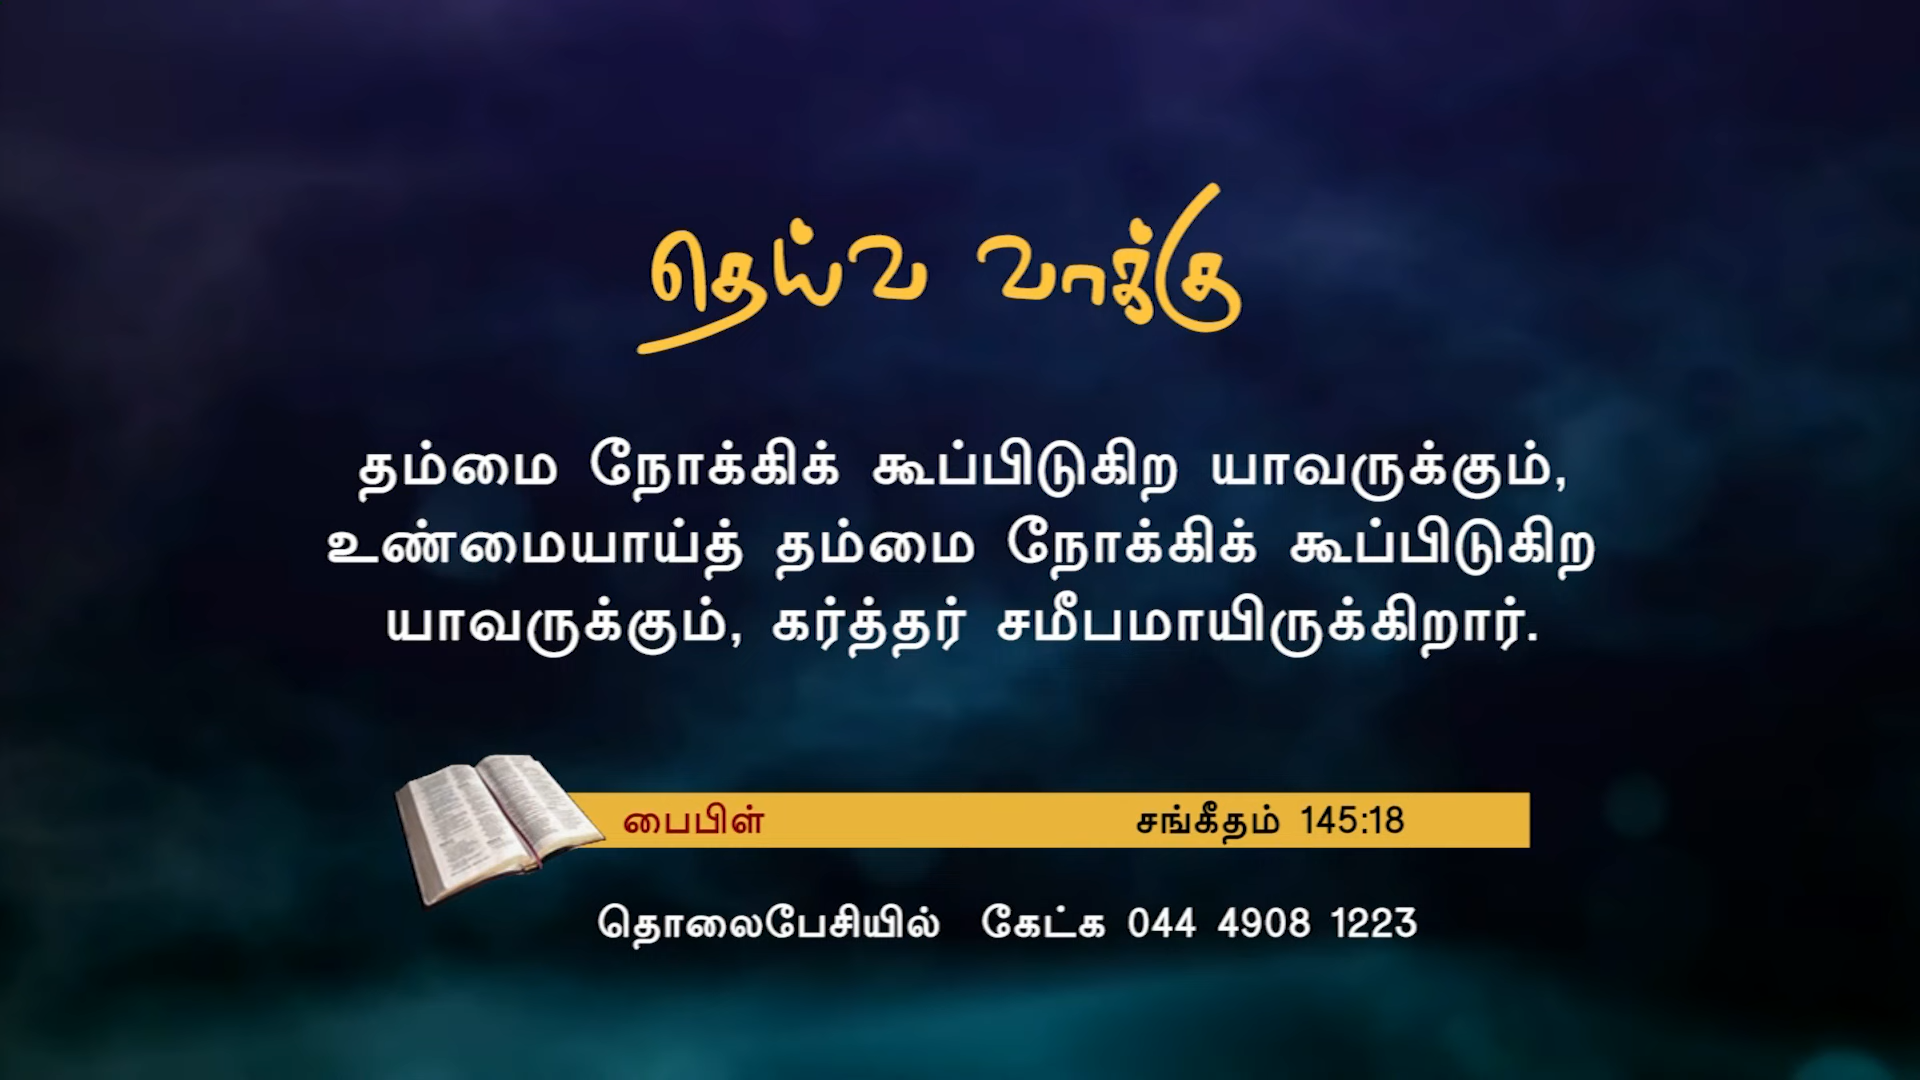 தெய்வ வாக்கு
தம்மை நோக்கிக் கூப்பிடுகிற யாவருக்கும்,
உண்மையாய்த் தம்மை நோக்கிக் கூப்பிடுகிற
யாவருக்கும், கர்த்தர் சமீபமாயிருக்கிறார்.
பைபிள் சங்கீதம் 145:18
தொலைபேசியில் கேட்க 044 4908 1223